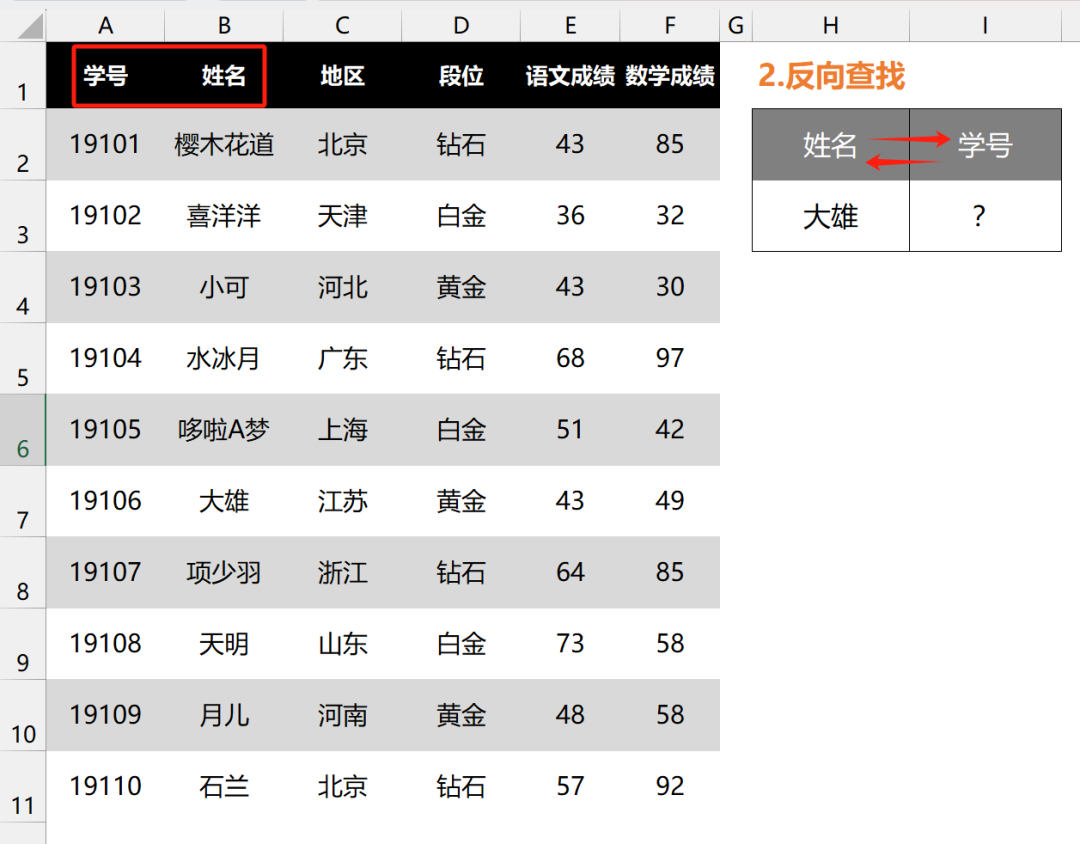 A B C D E F G H I
1 学号 姓名 地区 段位 语文成绩 数学成绩 2.反向查找
2 19101 樱木花道 北京 钻石 43 85 姓名 学号
3 19102 喜洋洋 天津 白金 36 32 大雄 ?
4 19103 小可 河北 黄金 43 30
5 19104 水冰月 广东 钻石 68 97
6 19105 哆啦A梦 上海 白金 51 42
7 19106 大雄 江苏 黄金 43 49
8 19107 项少羽 浙江 钻石 64 85
9 19108 天明 山东 白金 73 58
10 19109 月儿 河南 黄金 48 58
11 19110 石兰 北京 钻石 57 92